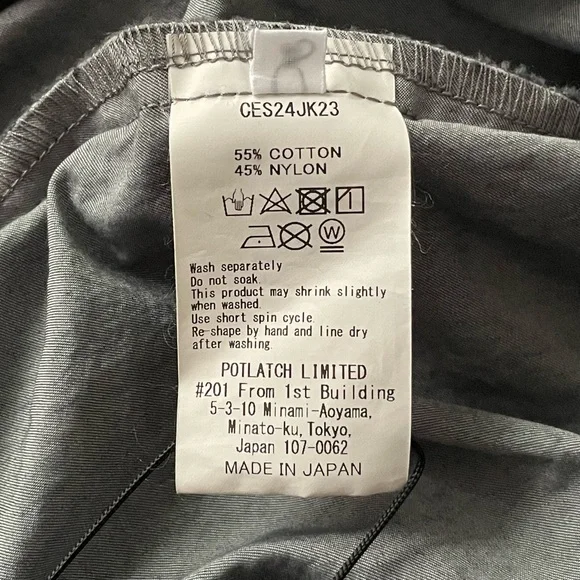 CES24JK23
55% COTTON
45% NYLON
W
Wash separately
Do not soak.
This product may shrink slightly
when washed.
Use short spin cycle.
Re-shape by hand and line dry
after washing.
POTLATCH LIMITED
#201 From 1st Building
5-3-10 Minami-Aoyama,
Minato-ku, Tokyo,
Japan 107-0062
MADE IN JAPAN